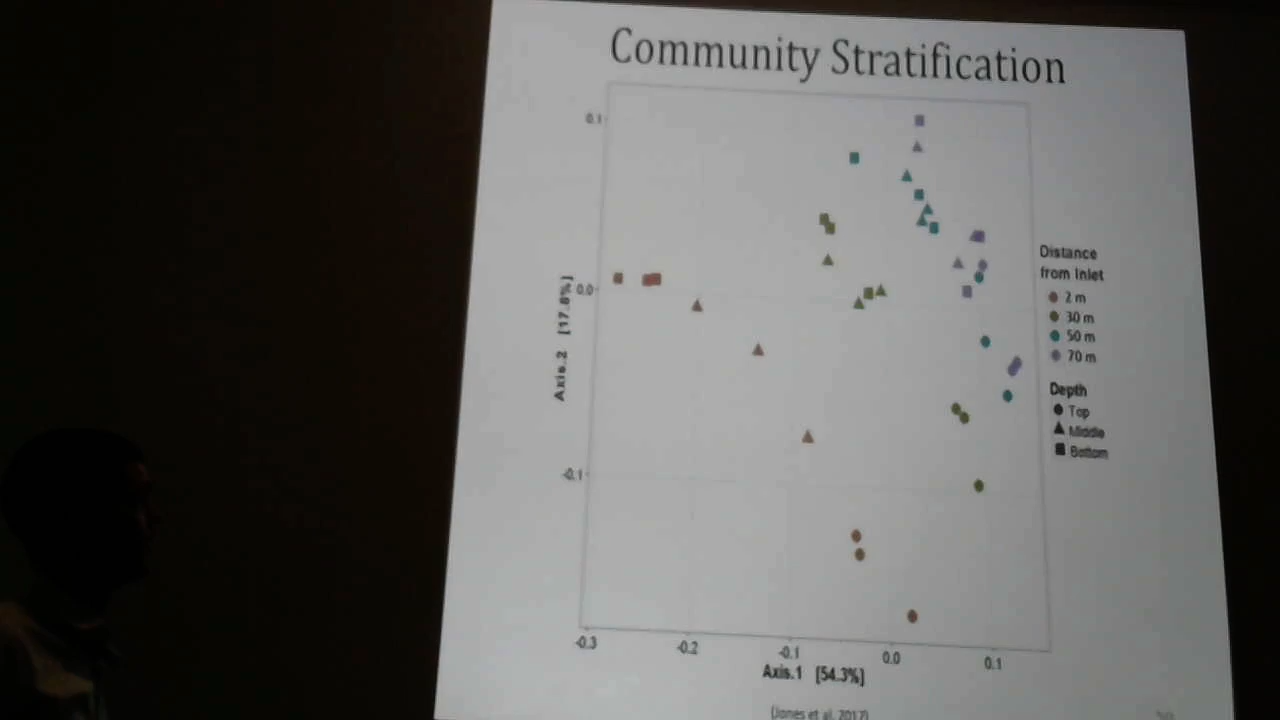 Community Stratification
0.1
0.0
-0.1
Axis.2 [17.8%]
-0.3
-0.2
-0.1
0.0
0.1
Axis.1 [54.3%]
Distance
from Inlet
2 m
30 m
50 m
70 m
Depth
Top
Middle
Bottom
(Jones et al. 2017)